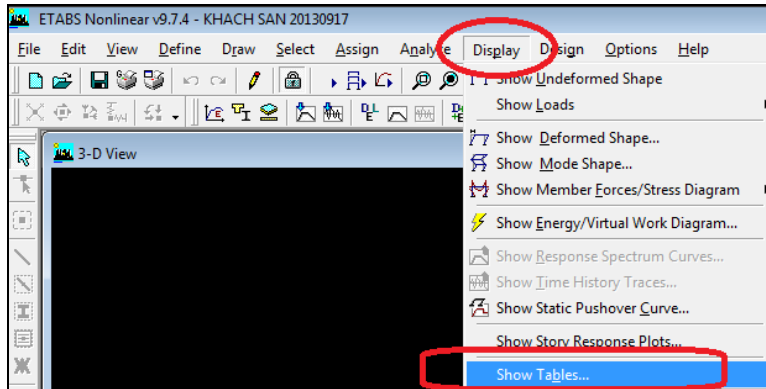 ETABS Nonlinear v9.7.4 - KHACH SAN 20130917
File Edit View Define Draw Select Assign Analyze Display Design Options Help
3-D View
Show Undeformed Shape
Show Loads
Show Deformed Shape...
Show Mode Shape...
Show Member Forces/Stress Diagram
Show Energy/Virtual Work Diagram...
Show Response Spectrum Curves...
Show Time History Traces...
Show Static Pushover Curve...
Show Story Response Plots...
Show Tables...